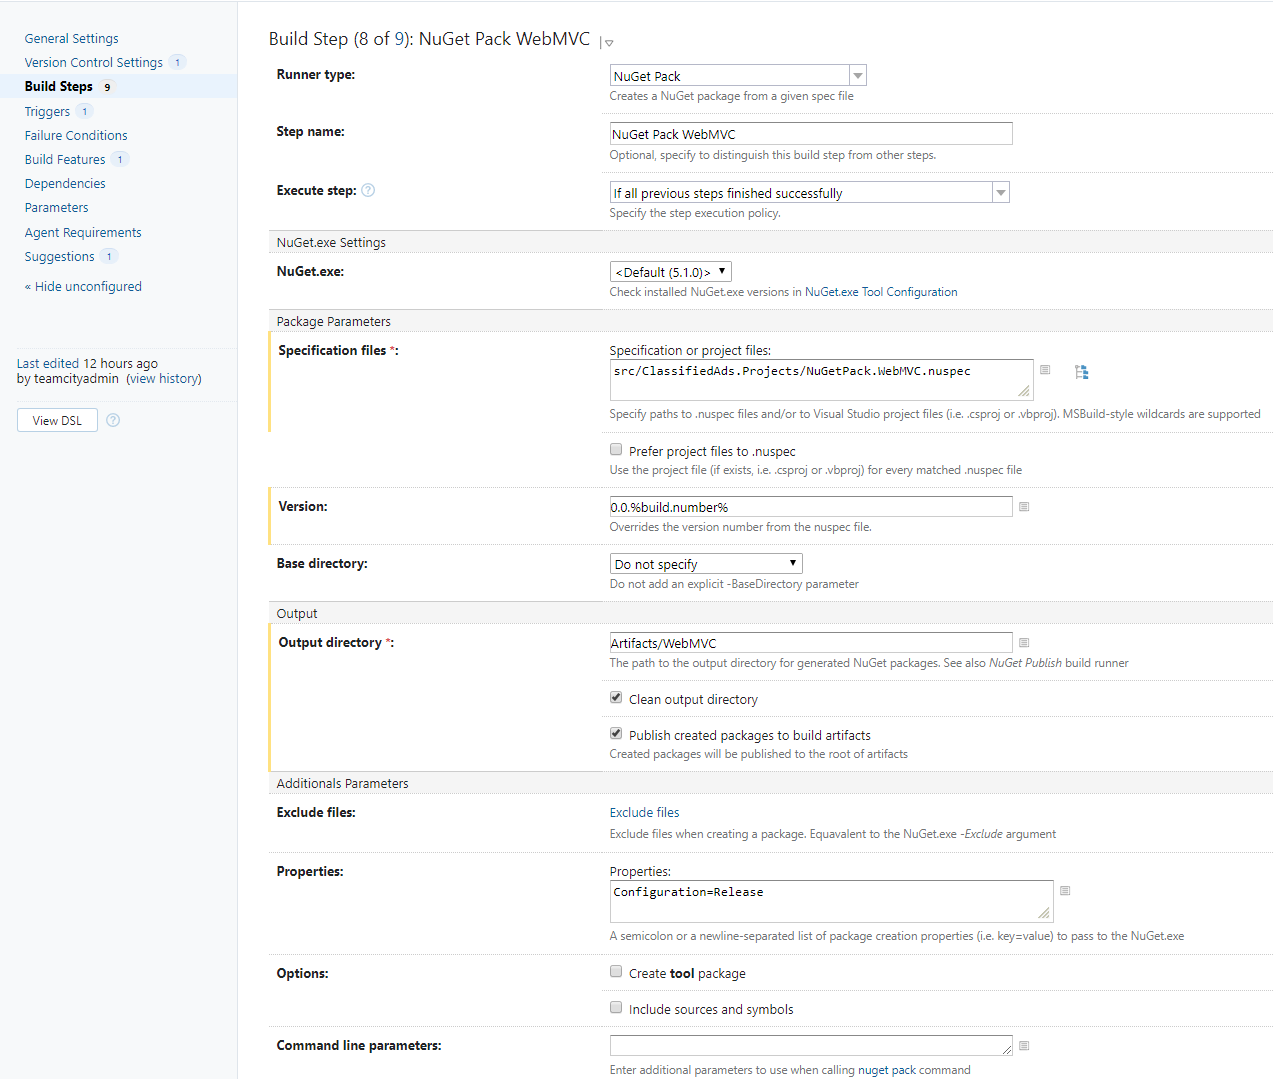 General Settings
Version Control Settings 1
Build Steps 9
Triggers 1
Failure Conditions
Build Features 1
Dependencies
Parameters
Agent Requirements
Suggestions 1
« Hide unconfigured
Last edited 12 hours ago
by teamcityadmin (view history)
View DSL ?
Build Step (8 of 9): NuGet Pack WebMVC
Runner type:
NuGet Pack
Creates a NuGet package from a given spec file
Step name:
NuGet Pack WebMVC
Optional, specify to distinguish this build step from other steps.
Execute step: ?
If all previous steps finished successfully
Specify the step execution policy.
NuGet.exe Settings
NuGet.exe:
<Default (5.1.0)>
Check installed NuGet.exe versions in NuGet.exe Tool Configuration
Package Parameters
Specification files *:
Specification or project files:
src/ClassifiedAds.Projects/NuGetPack.WebMVC.nuspec
Specify paths to .nuspec files and/or to Visual Studio project files (i.e. .csproj or .vbproj). MSBuild-style wildcards are supported
Prefer project files to .nuspec
Use the project file (if exists, i.e. .csproj or .vbproj) for every matched .nuspec file
Version:
0.0.%build.number%
Overrides the version number from the nuspec file.
Base directory:
Do not specify
Do not add an explicit -BaseDirectory parameter
Output
Output directory *:
Artifacts/WebMVC
The path to the output directory for generated NuGet packages. See also NuGet Publish build runner
Clean output directory
Publish created packages to build artifacts
Created packages will be published to the root of artifacts
Additionals Parameters
Exclude files:
Exclude files
Exclude files when creating a package. Equavalent to the NuGet.exe -Exclude argument
Properties:
Properties:
Configuration=Release
A semicolon or a newline-separated list of package creation properties (i.e. key=value) to pass to the NuGet.exe
Options:
Create tool package
Include sources and symbols
Command line parameters:
Enter additional parameters to use when calling nuget pack command